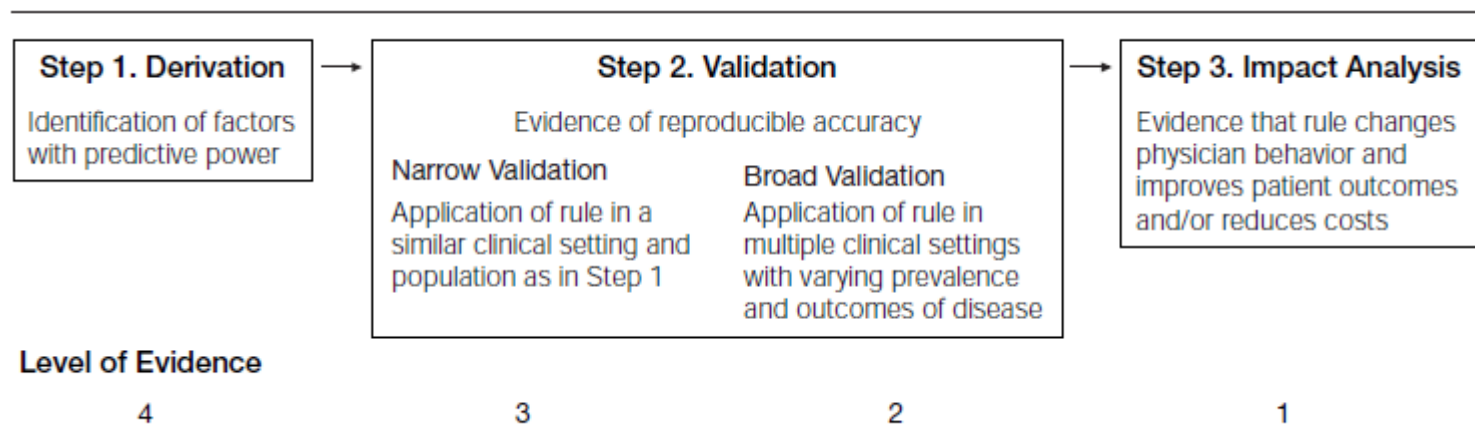 Step 1. Derivation
Identification of factors
with predictive power
Step 2. Validation
Evidence of reproducible accuracy
Narrow Validation
Application of rule in a
similar clinical setting and
population as in Step 1
Broad Validation
Application of rule in
multiple clinical settings
with varying prevalence
and outcomes of disease
Step 3. Impact Analysis
Evidence that rule changes
physician behavior and
improves patient outcomes
and/or reduces costs
Level of Evidence
4 3 2 1